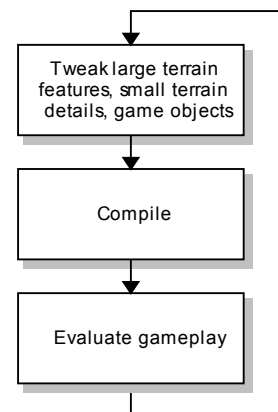 Tweak large terrain
features, small terrain
details, game objects
Compile
Evaluate gameplay